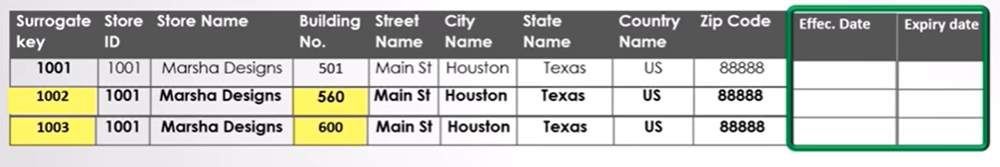 Surrogate key Store ID Store Name Building No. Street Name City Name State Name Country Name Zip Code Effec. Date Expiry date
1001 1001 Marsha Designs 501 Main St Houston Texas US 88888
1002 1001 Marsha Designs 560 Main St Houston Texas US 88888
1003 1001 Marsha Designs 600 Main St Houston Texas US 88888